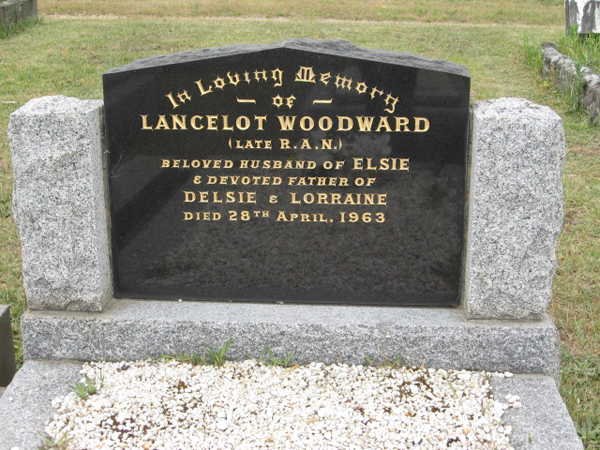 In Loving Memory
— OF —
LANCELOT WOODWARD
(LATE R.A.N.)
BELOVED HUSBAND OF ELSIE
& DEVOTED FATHER OF
DELSIE & LORRAINE
DIED 28TH APRIL, 1963